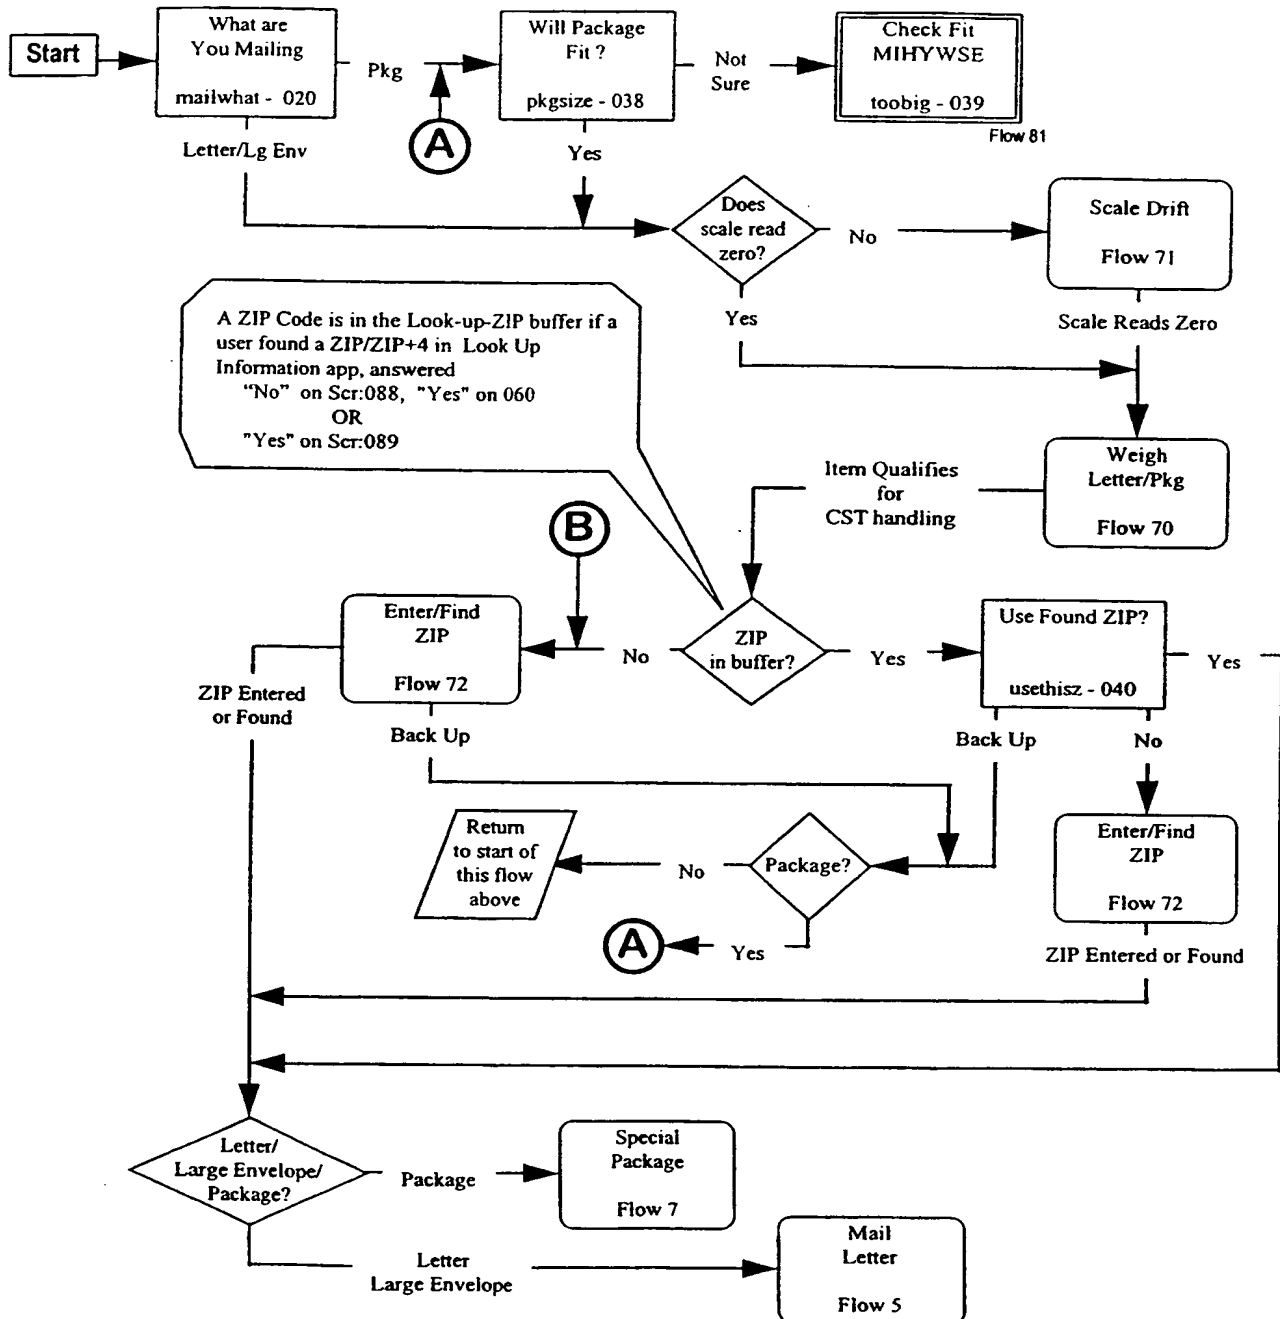 Start
What are
You Mailing
mailwhat - 020
Pkg
A
Will Package
Fit ?
pkgsize - 038
Not
Sure
Check Fit
MIHYWSE
toobig - 039
Flow 81
Letter/Lg Env
Yes
Does
scale read
zero?
No
Scale Drift
Flow 71
Yes
Scale Reads Zero
A ZIP Code is in the Look-up-ZIP buffer if a
user found a ZIP/ZIP+4 in Look Up
Information app, answered
"No" on Scr:088, "Yes" on 060
OR
"Yes" on Scr:089
Weigh
Letter/Pkg
Flow 70
Item Qualifies
for
CST handling
B
Enter/Find
ZIP
Flow 72
No
ZIP
in buffer?
Yes
Use Found ZIP?
usethisz - 040
Yes
ZIP Entered
or Found
Back Up
Back Up
No
Return
to start of
this flow
above
No
Package?
Enter/Find
ZIP
Flow 72
A
Yes
ZIP Entered or Found
Letter/
Large Envelope/
Package?
Package
Special
Package
Flow 7
Letter
Large Envelope
Mail
Letter
Flow 5